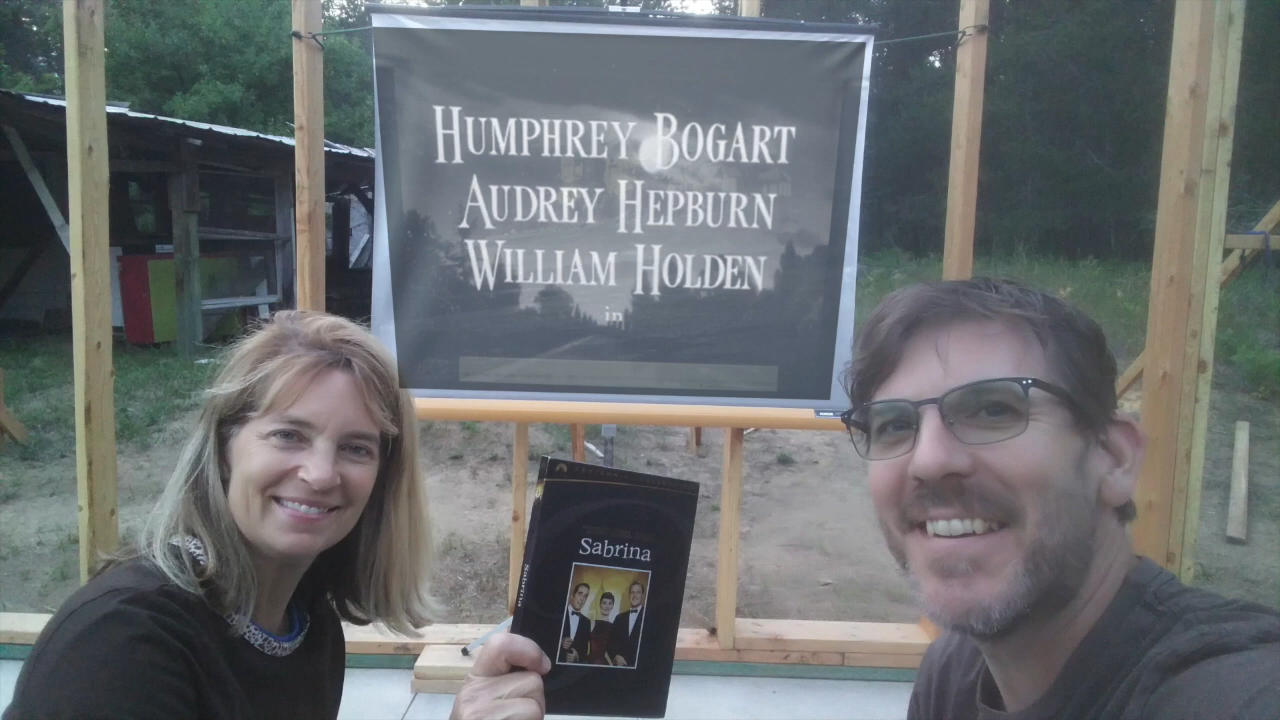 HUMPHREY BOGART
AUDREY HEPBURN
WILLIAM HOLDEN
in
Sabrina
Sabrina